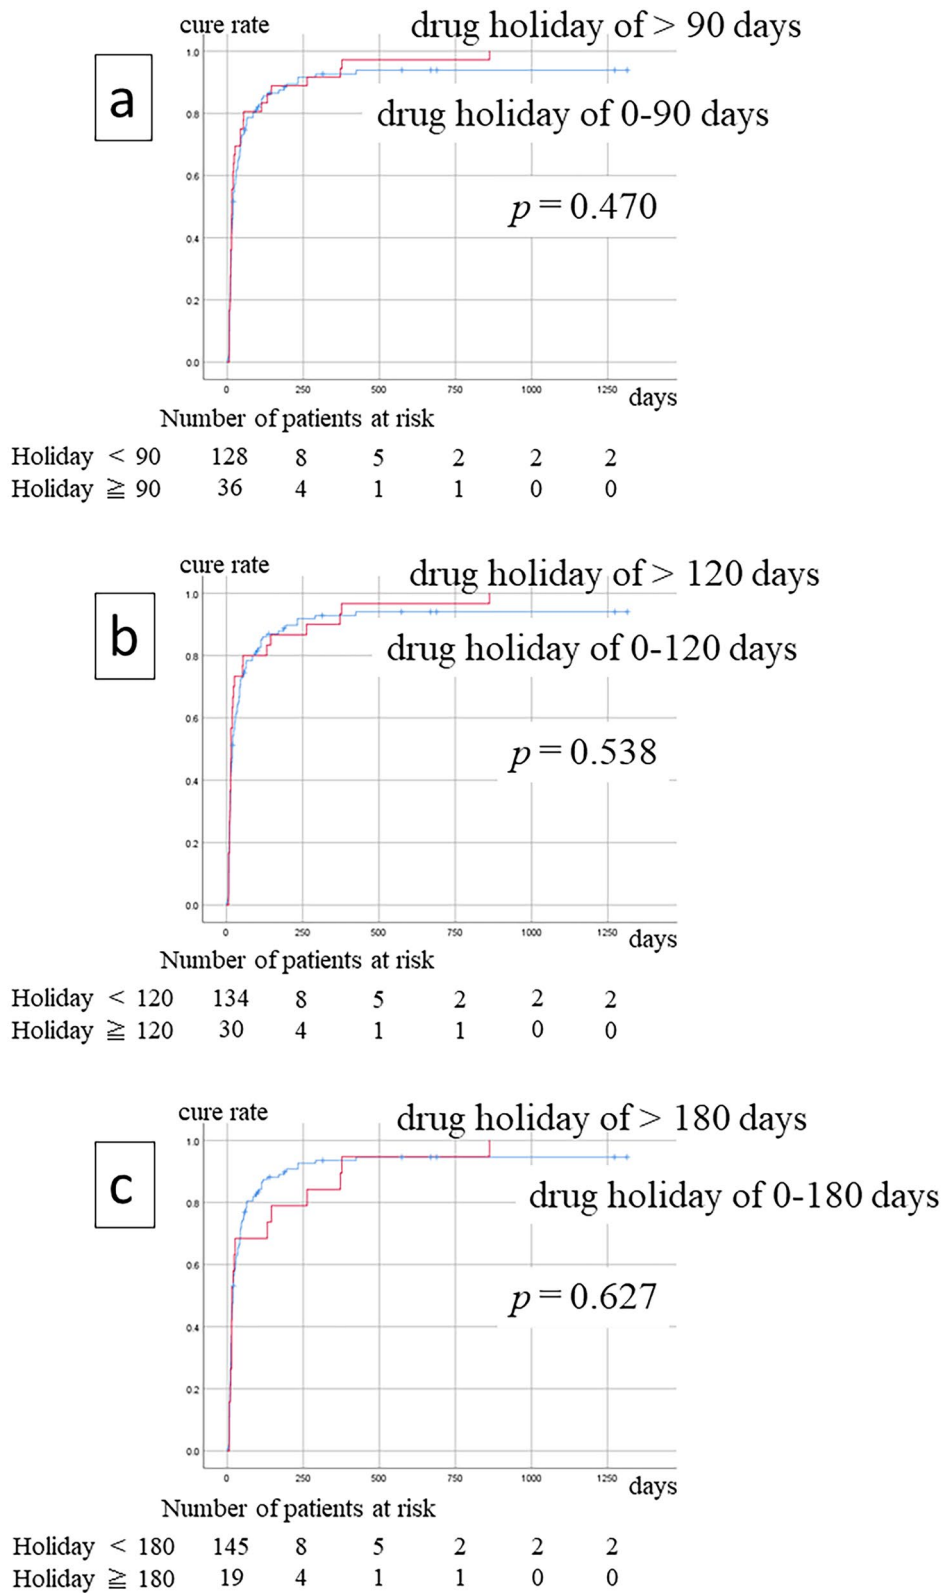 cure rate
drug holiday of > 90 days
1.0
a
drug holiday of 0-90 days
0.8
0.6
p = 0.470
0.4
0.2
0.0
0 250 500 750 1000 1250 days
Number of patients at risk
Holiday < 90 128 8 5 2 2 2
Holiday ≧ 90 36 4 1 1 0 0
cure rate
drug holiday of > 120 days
1.0
b
drug holiday of 0-120 days
0.8
0.6
p = 0.538
0.4
0.2
0.0
0 250 500 750 1000 1250 days
Number of patients at risk
Holiday < 120 134 8 5 2 2 2
Holiday ≧ 120 30 4 1 1 0 0
cure rate
drug holiday of > 180 days
1.0
c
drug holiday of 0-180 days
0.8
0.6
p = 0.627
0.4
0.2
0.0
0 250 500 750 1000 1250 days
Number of patients at risk
Holiday < 180 145 8 5 2 2 2
Holiday ≧ 180 19 4 1 1 0 0